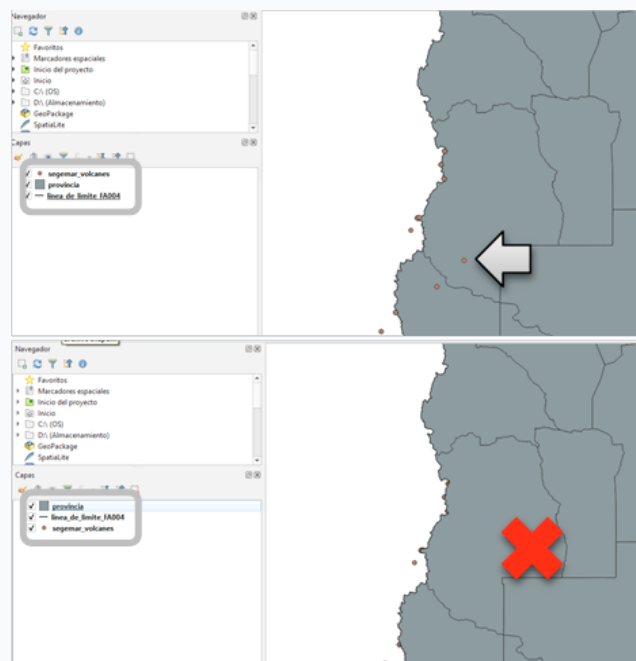 Navegador
Favoritos
Marcadores espaciales
Inicio del proyecto
Inicio
C:\ (OS)
D:\ (Almacenamiento)
GeoPackage
SpatiaLite
Capas
segemar_volcanes
provincia
linea_de_limite_FA004
Navegador
Favoritos
Marcadores espaciales
Inicio del proyecto
Inicio
C:\ (OS)
D:\ (Almacenamiento)
GeoPackage
SpatiaLite
Capas
provincia
linea_de_limite_FA004
segemar_volcanes